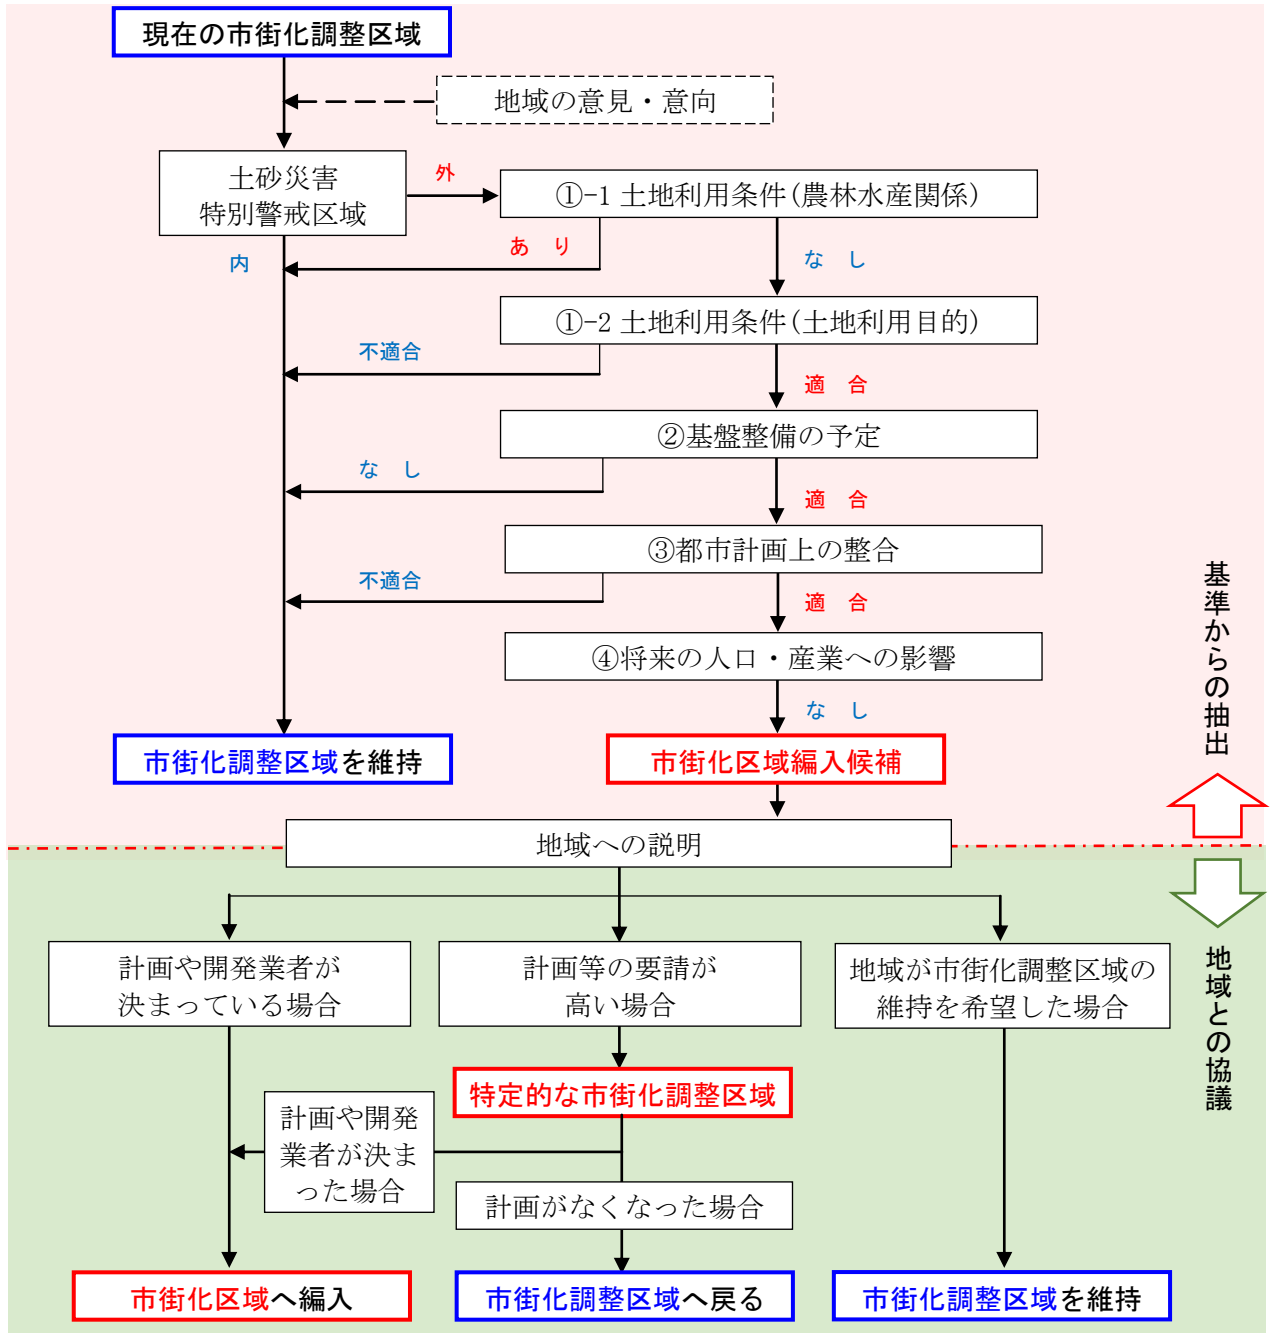 現在の市街化調整区域
地域の意見・意向
土砂災害
特別警戒区域
外
①-1 土地利用条件(農林水産関係)
内
あ り
な し
①-2 土地利用条件(土地利用目的)
不適合
適 合
②基盤整備の予定
な し
適 合
③都市計画上の整合
不適合
適 合
④将来の人口・産業への影響
な し
市街化調整区域を維持
市街化区域編入候補
基準からの抽出
地域への説明
地域との協議
計画や開発業者が
決まっている場合
計画等の要請が
高い場合
地域が市街化調整区域の
維持を希望した場合
特定的な市街化調整区域
計画や開発
業者が決ま
った場合
計画がなくなった場合
市街化区域へ編入
市街化調整区域へ戻る
市街化調整区域を維持